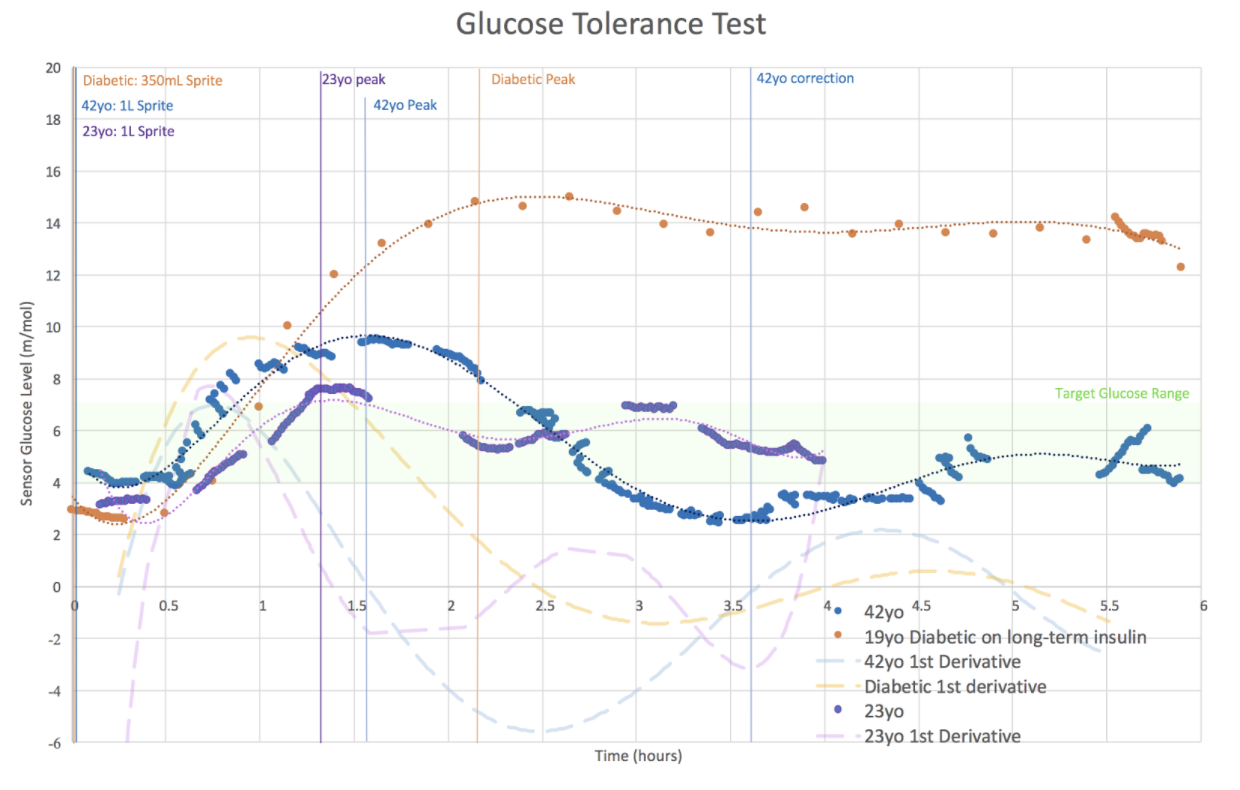 Glucose Tolerance Test
Sensor Glucose Level (m/mol)
20
18
16
14
12
10
8
6
4
2
0
-2
-4
-6
Diabetic: 350mL Sprite
42yo: 1L Sprite
23yo: 1L Sprite
23yo peak
42yo Peak
Diabetic Peak
42yo correction
Target Glucose Range
0 0.5 1 1.5 2 2.5 3 3.5 4 4.5 5 5.5 6
42yo
19yo Diabetic on long-term insulin
42yo 1st Derivative
Diabetic 1st derivative
23yo
23yo 1st Derivative
Time (hours)